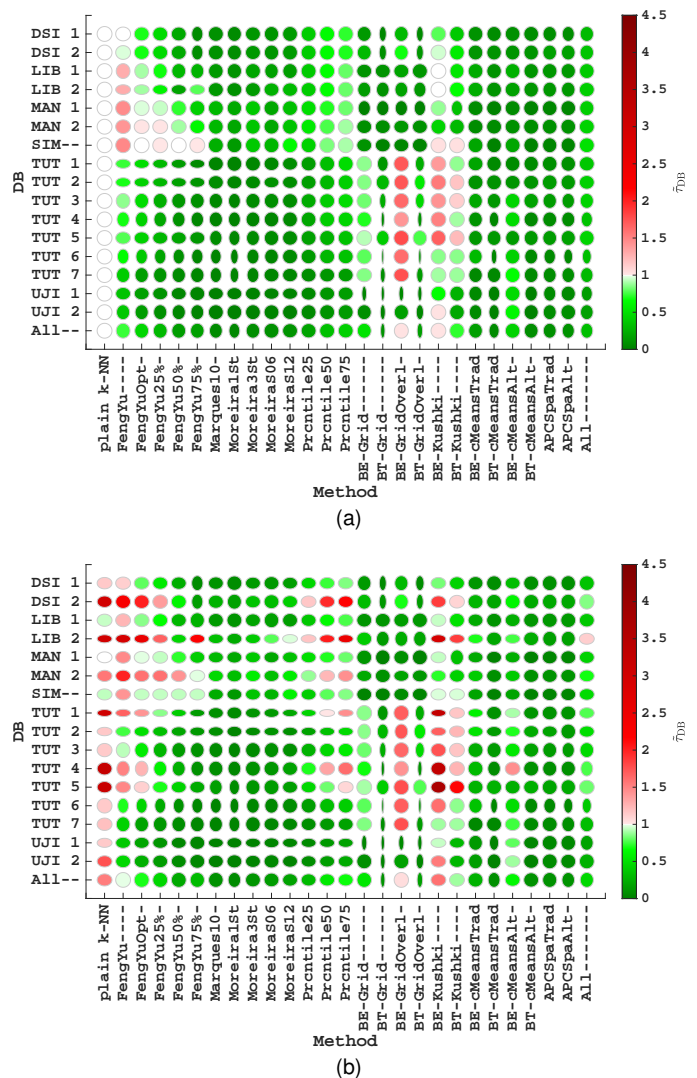 DSI 1
DSI 2
LIB 1
LIB 2
MAN 1
MAN 2
SIM--
TUT 1
TUT 2
TUT 3
TUT 4
TUT 5
TUT 6
TUT 7
UJI 1
UJI 2
All--
DB
plain k-NN
FengYu----
FengYuOpt-
FengYu25%-
FengYu50%-
FengYu75%-
Marques10-
Moreira1St
Moreira3St
MoreiraS06
MoreiraS12
Prcntile25
Prcntile50
Prcntile75
BE-Grid------
BT-Grid------
BE-GridOverl-
BT-GridOverl-
BE-Kushki----
BT-Kushki----
BE-cMeansTrad
BT-cMeansTrad
BE-cMeansAlt-
BT-cMeansAlt-
APCSpaTrad
APCSpaAlt-
All-------
Method
4.5
4
3.5
3
2.5
2
1.5
1
0.5
0
τ̄DB
(a)
DSI 1
DSI 2
LIB 1
LIB 2
MAN 1
MAN 2
SIM--
TUT 1
TUT 2
TUT 3
TUT 4
TUT 5
TUT 6
TUT 7
UJI 1
UJI 2
All--
DB
plain k-NN
FengYu----
FengYuOpt-
FengYu25%-
FengYu50%-
FengYu75%-
Marques10-
Moreira1St
Moreira3St
MoreiraS06
MoreiraS12
Prcntile25
Prcntile50
Prcntile75
BE-Grid------
BT-Grid------
BE-GridOverl-
BT-GridOverl-
BE-Kushki----
BT-Kushki----
BE-cMeansTrad
BT-cMeansTrad
BE-cMeansAlt-
BT-cMeansAlt-
APCSpaTrad
APCSpaAlt-
All-------
Method
4.5
4
3.5
3
2.5
2
1.5
1
0.5
0
τ̄DB
(b)